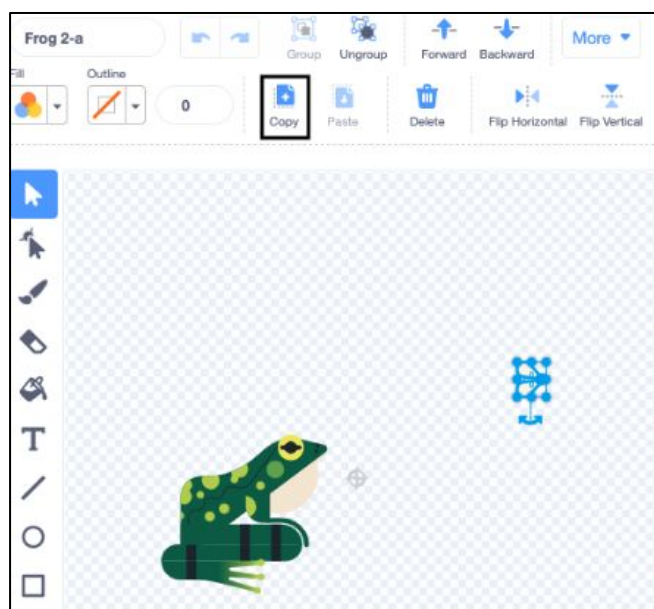 Frog 2-a
Group
Ungroup
Forward
Backward
More
Fill
Outline
0
Copy
Paste
Delete
Flip Horizontal
Flip Vertical
T